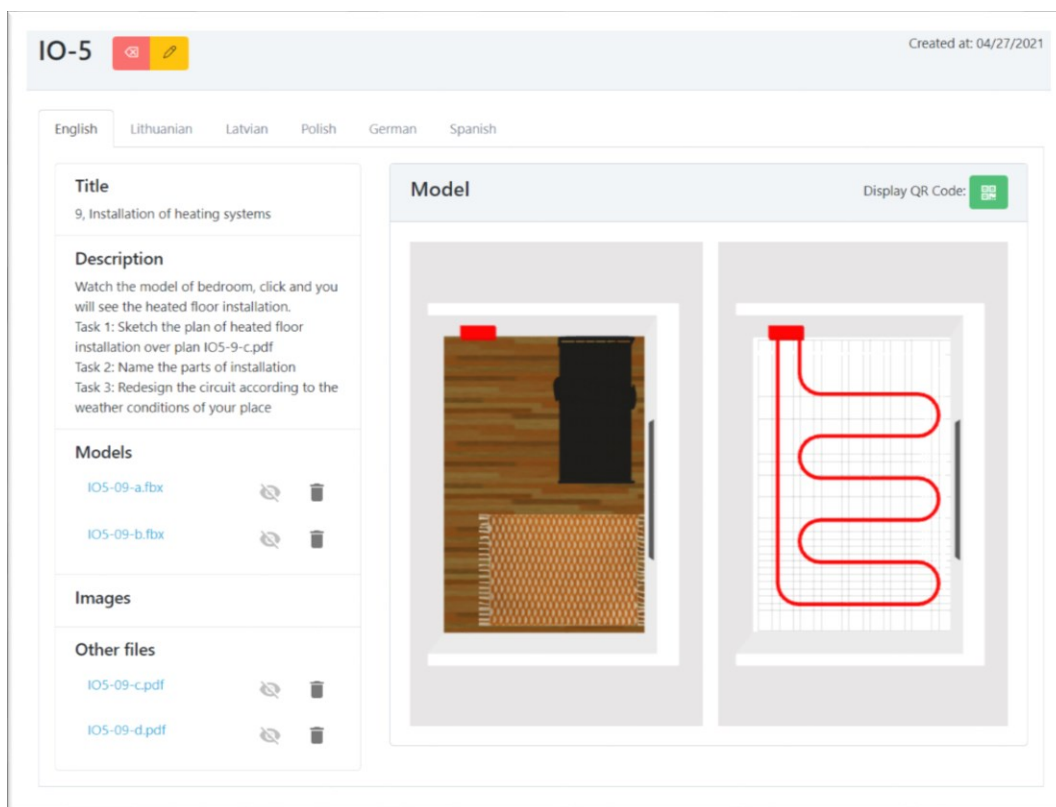 IO-5
Created at: 04/27/2021
English
Lithuanian
Latvian
Polish
German
Spanish
Title
9, Installation of heating systems
Description
Watch the model of bedroom, click and you
will see the heated floor installation.
Task 1: Sketch the plan of heated floor
installation over plan IO5-9-c.pdf
Task 2: Name the parts of installation
Task 3: Redesign the circuit according to the
weather conditions of your place
Models
IO5-09-a.fbx
IO5-09-b.fbx
Images
Other files
IO5-09-c.pdf
IO5-09-d.pdf
Model
Display QR Code: